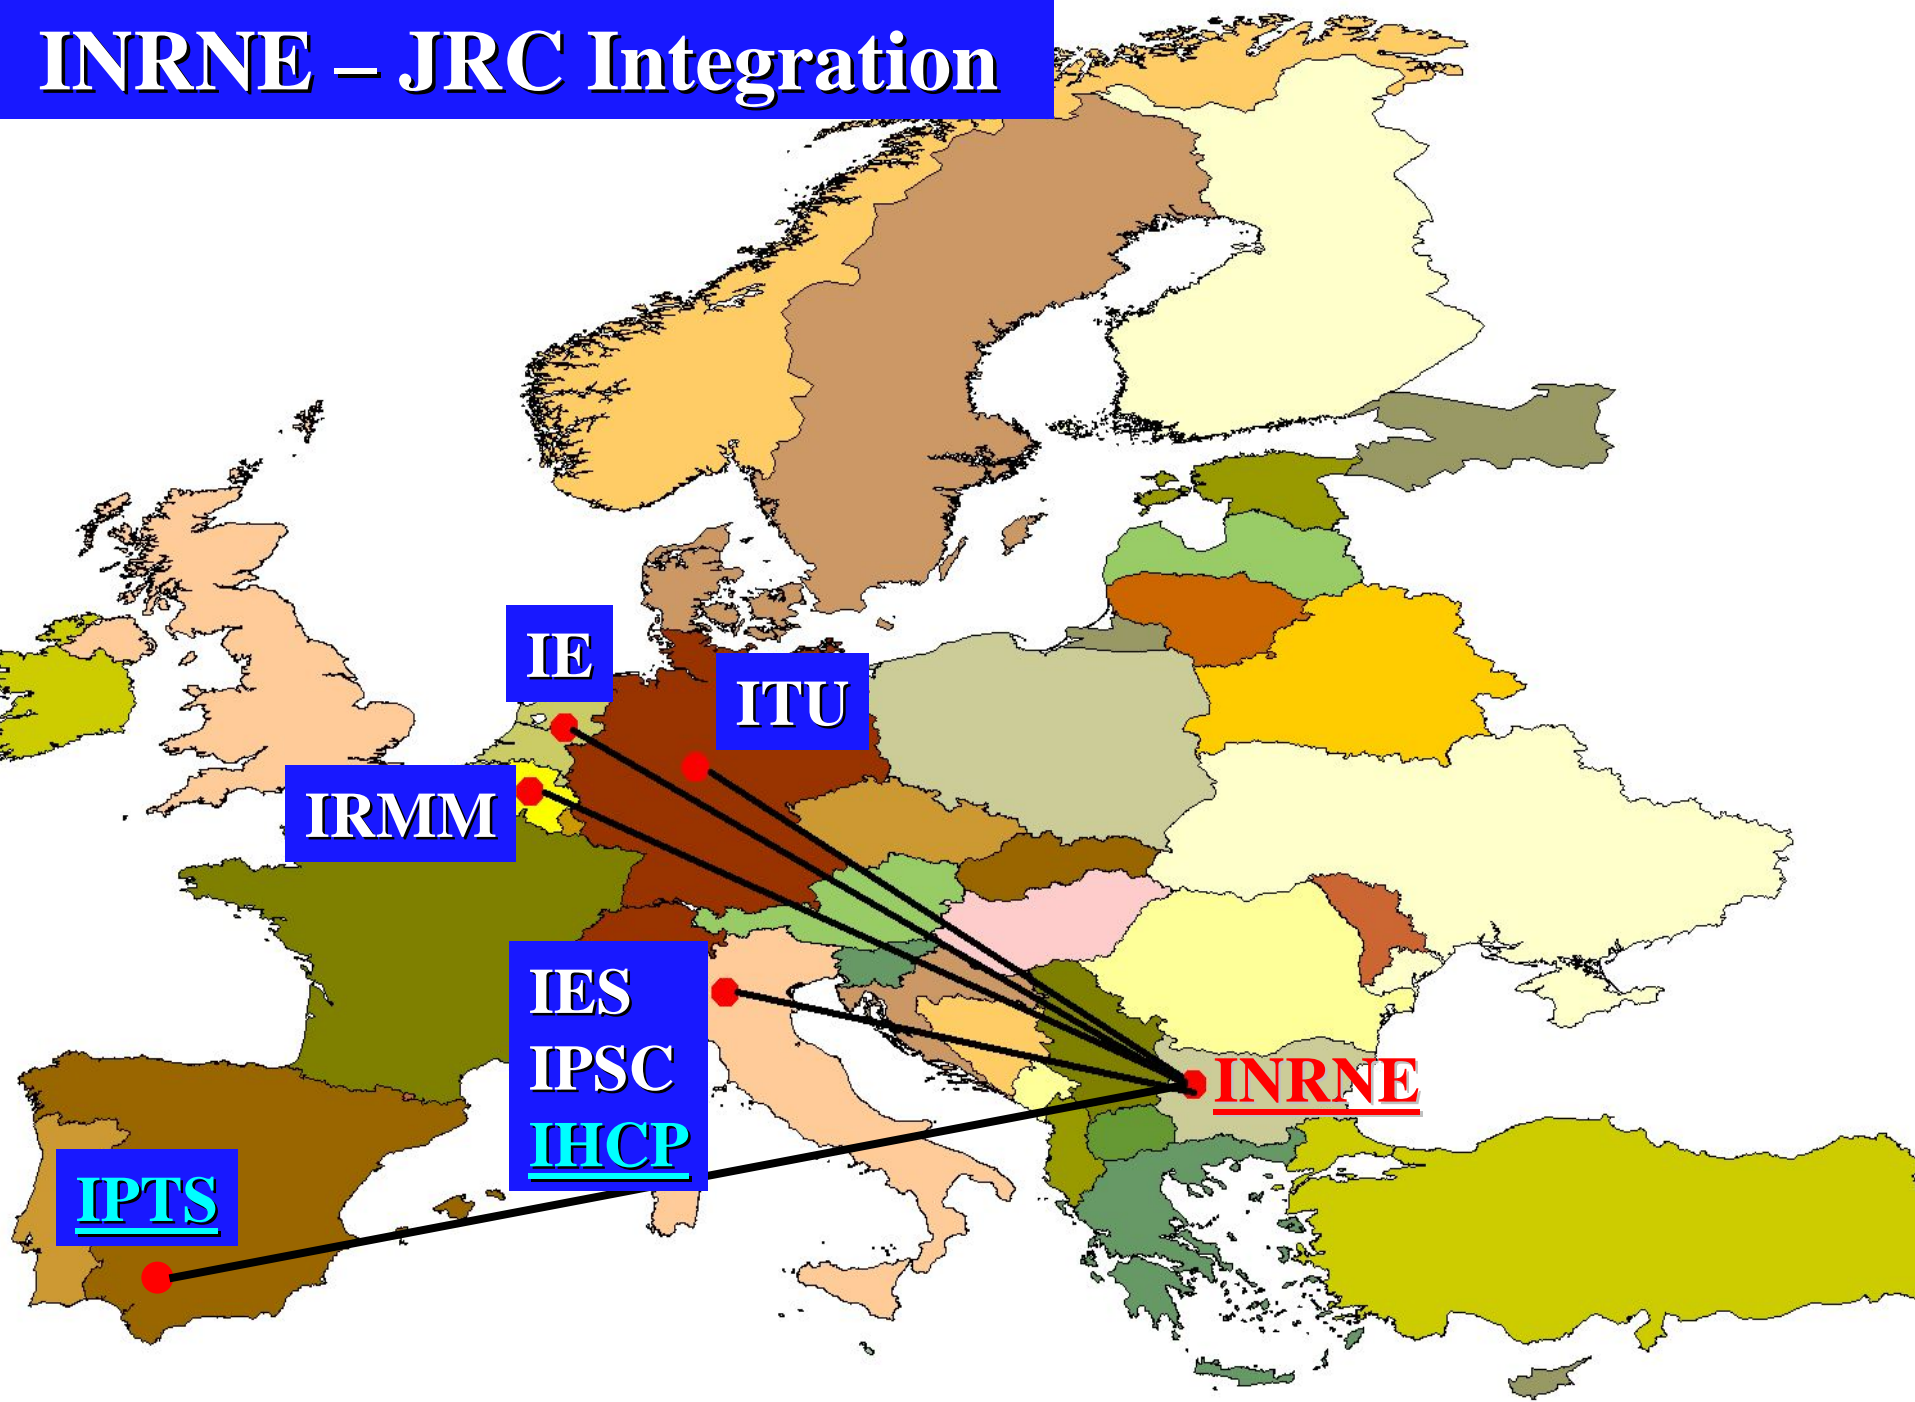 INRNE – JRC Integration
IE
ITU
IRMM
IES
IPSC
IHCP
INRNE
IPTS